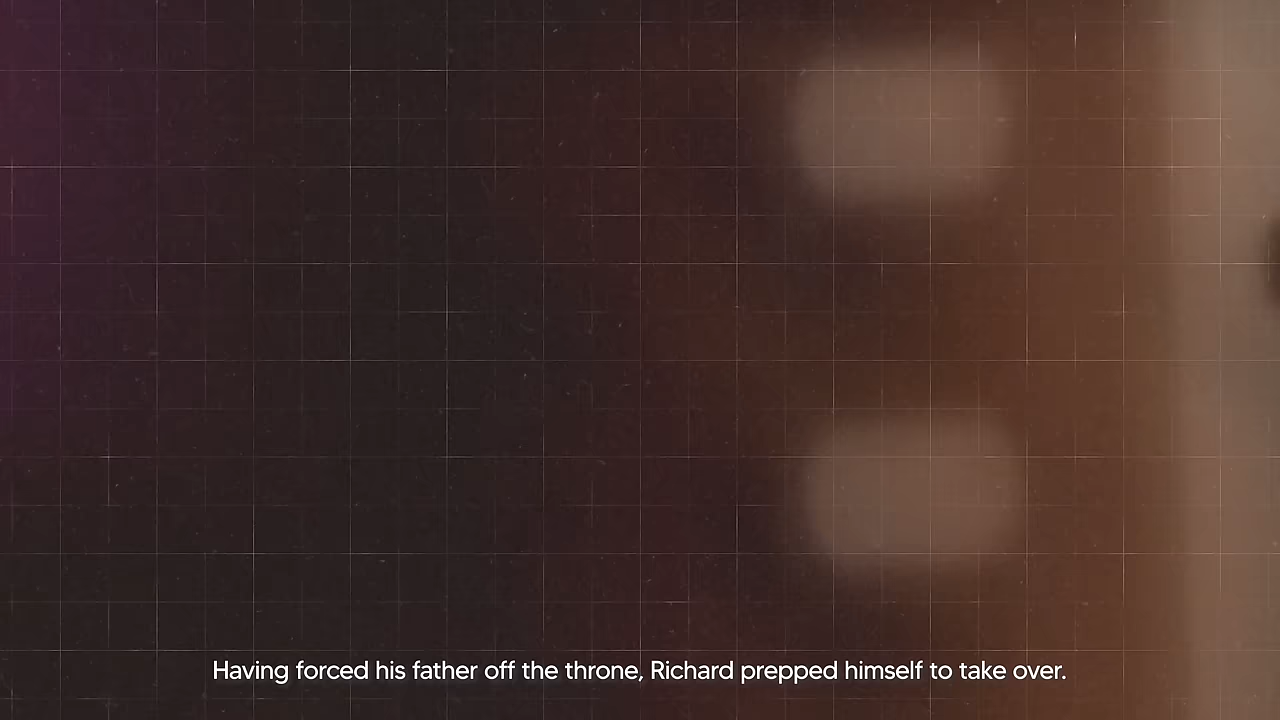 Having forced his father off the throne, Richard prepped himself to take over.